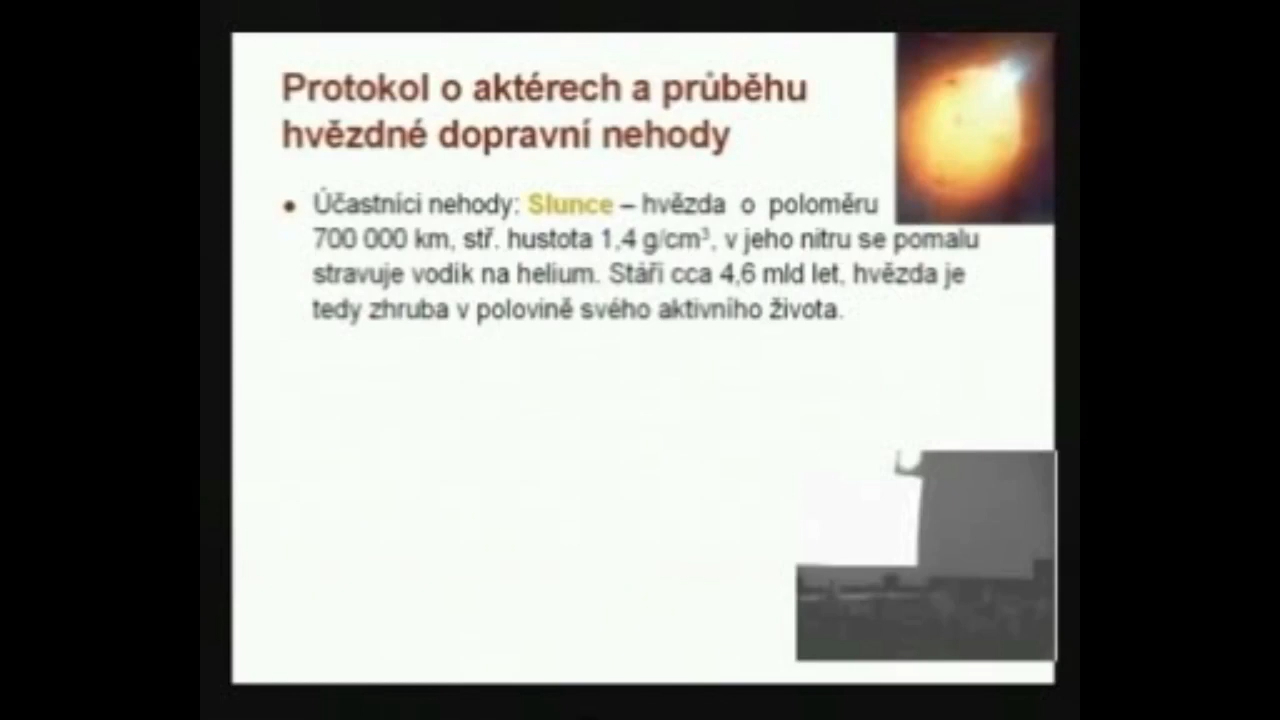 Protokol o aktérech a průběhu
hvězdné dopravní nehody
• Účastníci nehody: Slunce – hvězda o poloměru
700 000 km, stř. hustota 1,4 g/cm³, v jeho nitru se pomalu
stravuje vodík na helium. Stáří cca 4,6 mld let, hvězda je
tedy zhruba v polovině svého aktivního života.